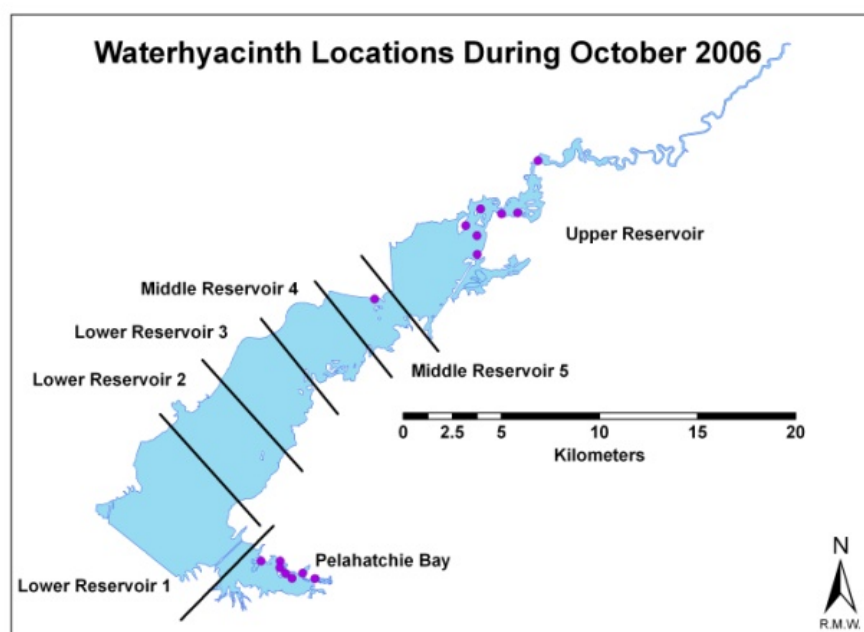 Waterhyacinth Locations During October 2006
Upper Reservoir
Middle Reservoir 4
Lower Reservoir 3
Middle Reservoir 5
Lower Reservoir 2
0 2.5 5 10 15 20
Kilometers
Pelahatchie Bay
Lower Reservoir 1
N
R.M.W.